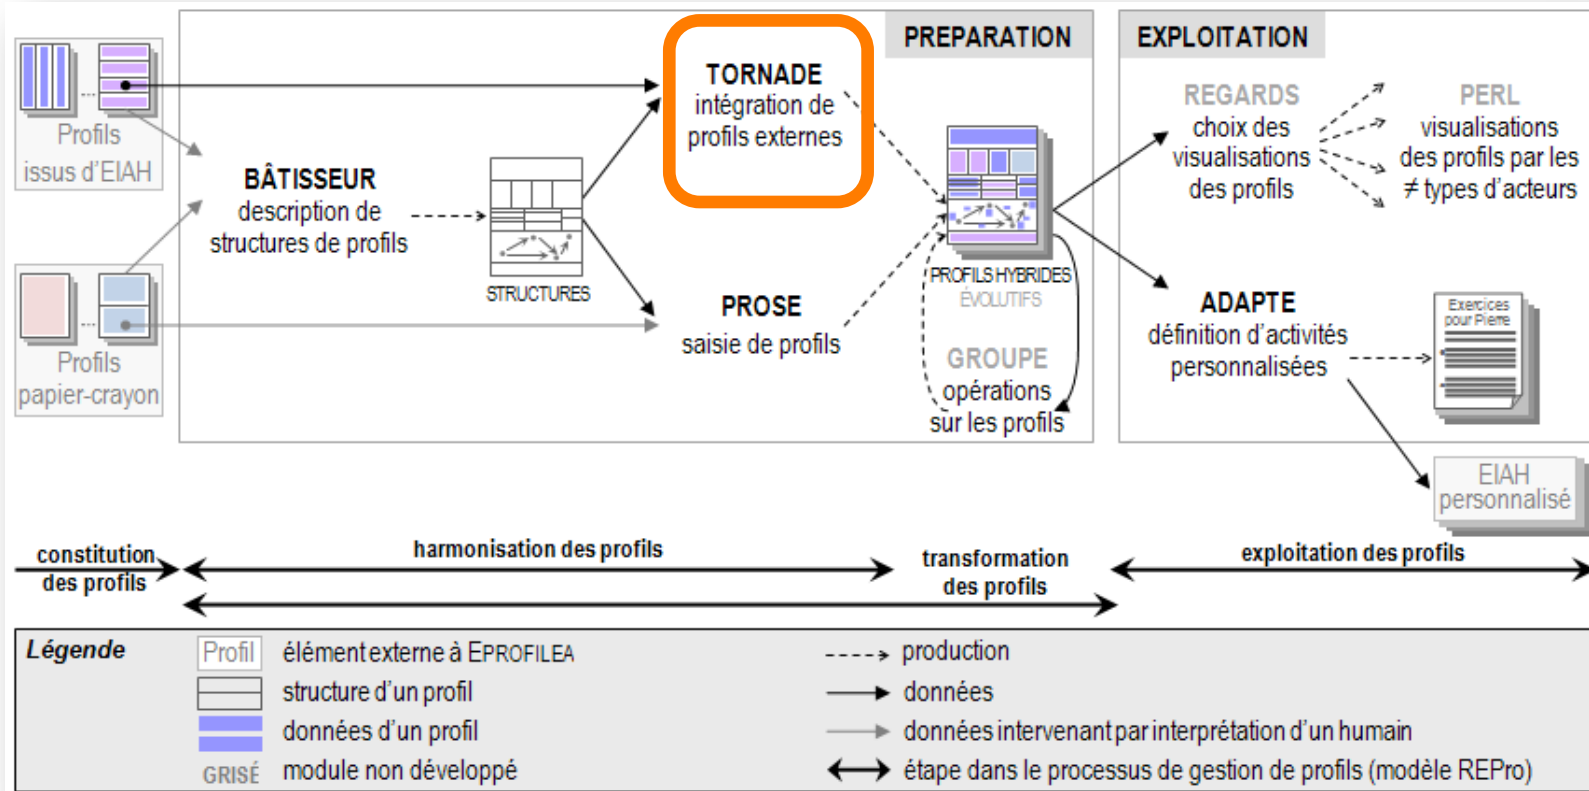 PREPARATION
EXPLOITATION
Profils
issus d'EIAH
BÂTISSEUR
description de
structures de profils
STRUCTURES
TORNADE
intégration de
profils externes
PROSE
saisie de profils
Profils
papier-crayon
PROFILS HYBRIDES
ÉVOLUTIFS
GROUPE
opérations
sur les profils
REGARDS
choix des
visualisations
des profils
PERL
visualisations
des profils par les
≠ types d'acteurs
ADAPTE
définition d'activités
personnalisées
Exercices
pour Pierre
EIAH
personnalisé
constitution
des profils
harmonisation des profils
transformation
des profils
exploitation des profils
Légende
Profil élément externe à EPROFILEA
structure d'un profil
données d'un profil
GRISÉ module non développé
production
données
données intervenant par interprétation d'un humain
étape dans le processus de gestion de profils (modèle REPro)